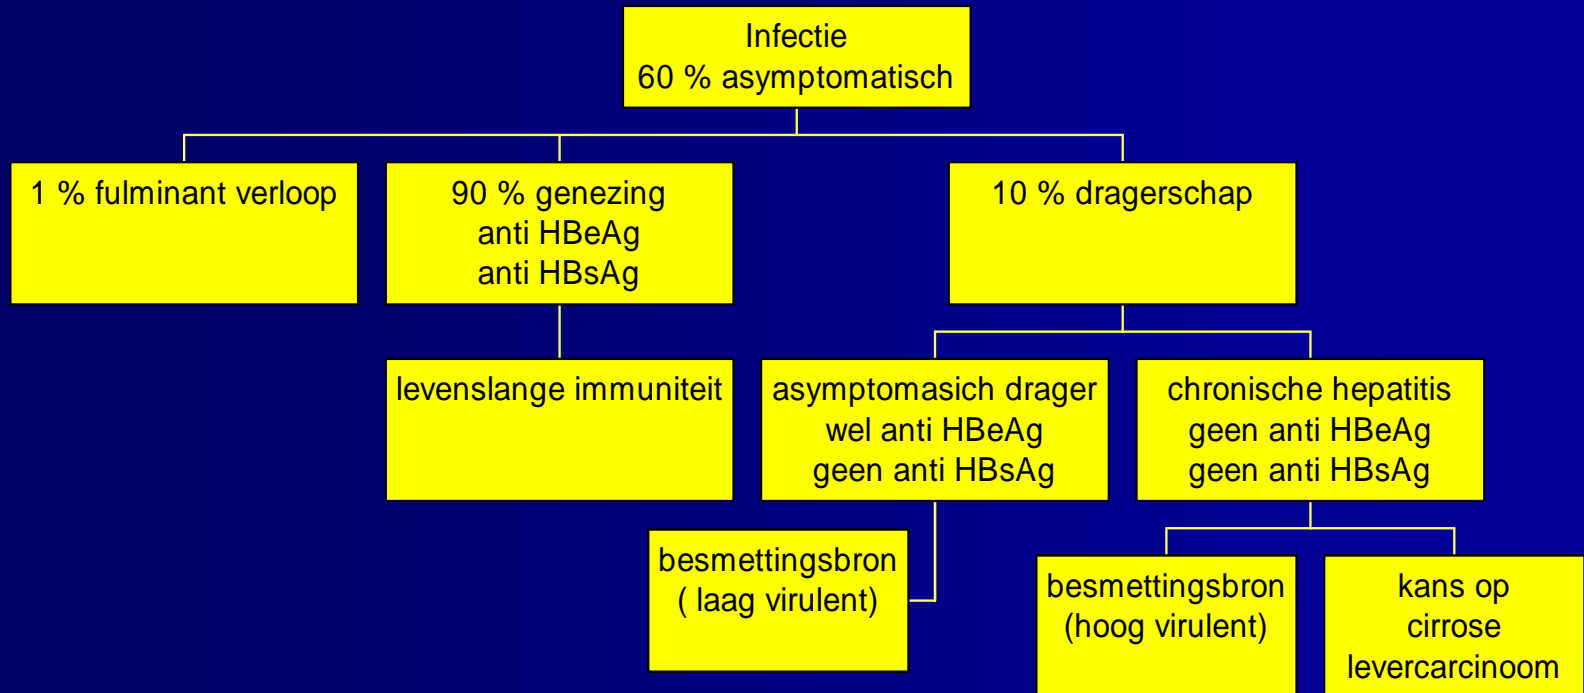 Infectie
60 % asymptomatisch
1 % fulminant verloop
90 % genezing
anti HBeAg
anti HBsAg
10 % dragerschap
levenslange immuniteit
asymptomasich drager
wel anti HBeAg
geen anti HBsAg
chronische hepatitis
geen anti HBeAg
geen anti HBsAg
besmettingsbron
( laag virulent)
besmettingsbron
(hoog virulent)
kans op
cirrose
levercarcinoom